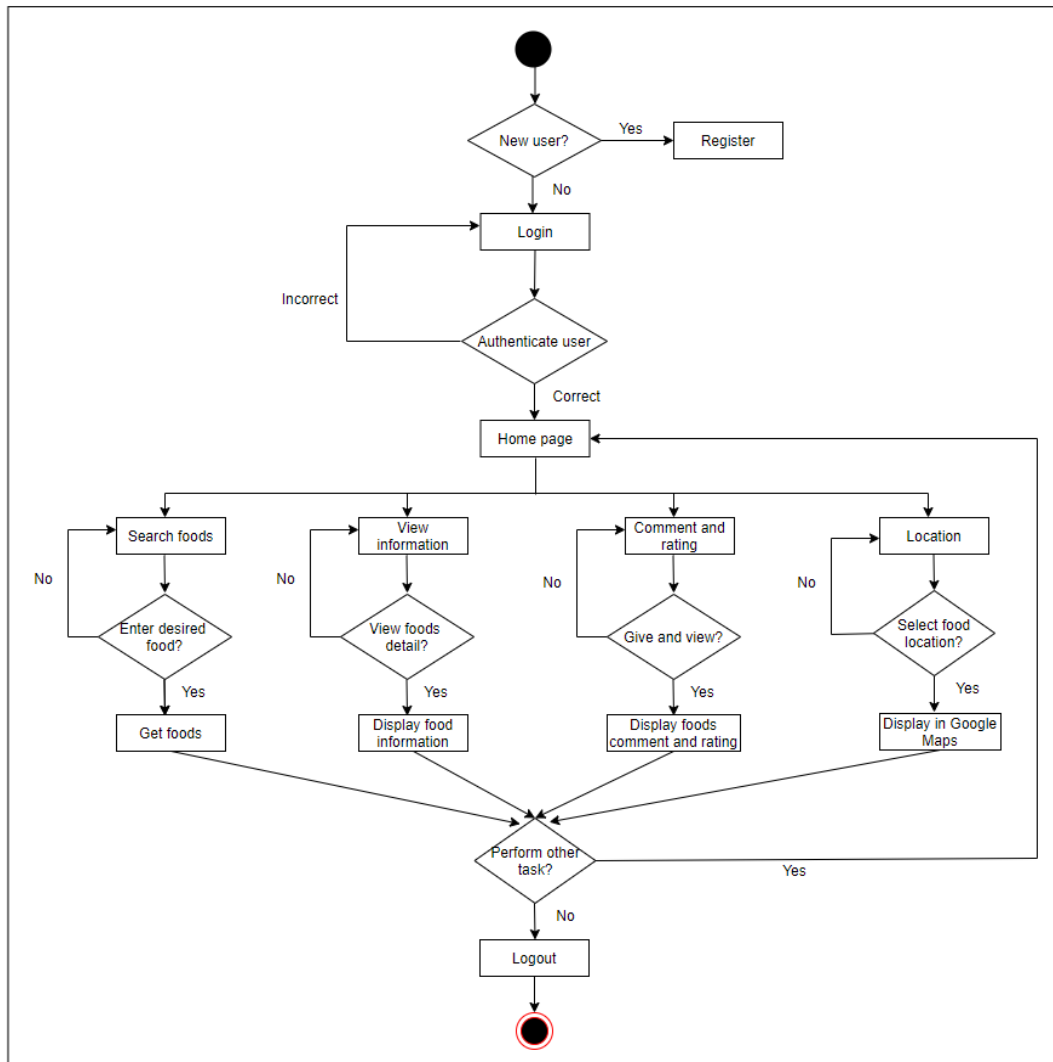 New user?
Yes
Register
No
Login
Incorrect
Authenticate user
Correct
Home page
Search foods
View
information
Comment and
rating
Location
No
No
No
No
Enter desired
food?
View foods
detail?
Give and view?
Select food
location?
Yes
Yes
Yes
Yes
Get foods
Display food
information
Display foods
comment and rating
Display in Google
Maps
Perform other
task?
Yes
No
Logout